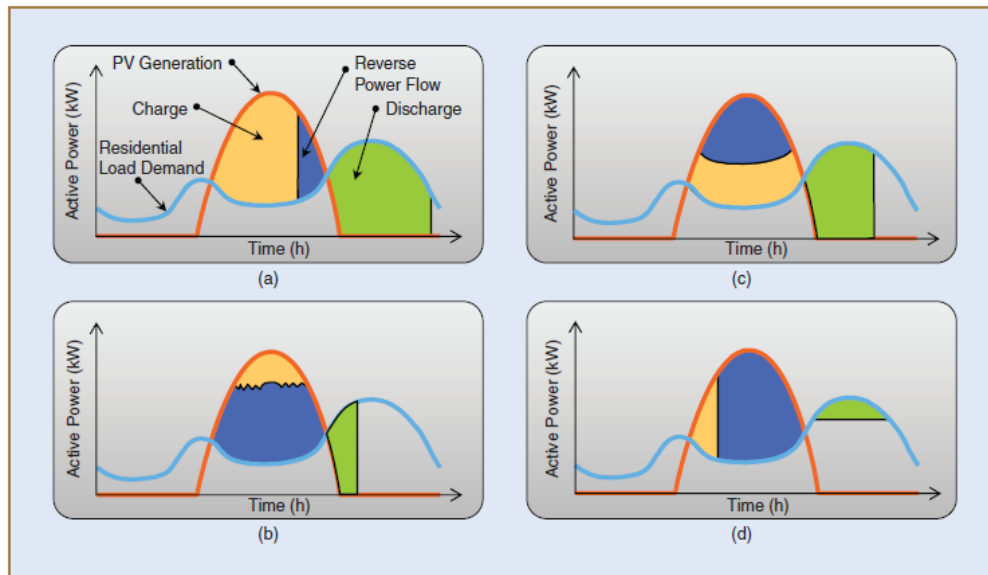 PV Generation
Charge
Residential
Load Demand
Reverse
Power Flow
Discharge
Active Power (kW)
Time (h)
(a)
Active Power (kW)
Time (h)
(c)
Active Power (kW)
Time (h)
(b)
Active Power (kW)
Time (h)
(d)